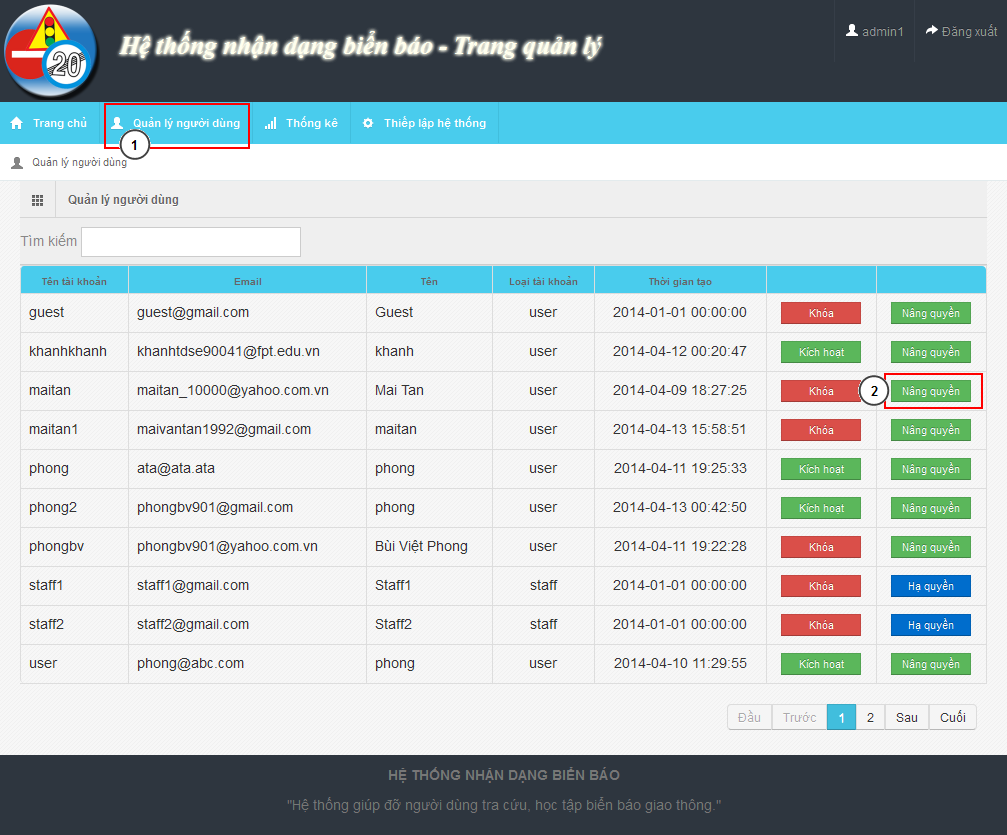 20
Hệ thống nhận dạng biển báo - Trang quản lý
admin1 Đăng xuất
Trang chủ Quản lý người dùng Thống kê Thiếp lập hệ thống
1
Quản lý người dùng
Quản lý người dùng
Tìm kiếm
Tên tài khoản Email Tên Loại tài khoản Thời gian tạo
guest guest@gmail.com Guest user 2014-01-01 00:00:00 Khóa Nâng quyền
khanhkhanh khanhtdse90041@fpt.edu.vn khanh user 2014-04-12 00:20:47 Kích hoạt Nâng quyền
maitan maitan_10000@yahoo.com.vn Mai Tan user 2014-04-09 18:27:25 Khóa 2 Nâng quyền
maitan1 maivantan1992@gmail.com maitan user 2014-04-13 15:58:51 Khóa Nâng quyền
phong ata@ata.ata phong user 2014-04-11 19:25:33 Kích hoạt Nâng quyền
phong2 phongbv901@gmail.com phong user 2014-04-13 00:42:50 Kích hoạt Nâng quyền
phongbv phongbv901@yahoo.com.vn Bùi Việt Phong user 2014-04-11 19:22:28 Khóa Nâng quyền
staff1 staff1@gmail.com Staff1 staff 2014-01-01 00:00:00 Khóa Hạ quyền
staff2 staff2@gmail.com Staff2 staff 2014-01-01 00:00:00 Khóa Hạ quyền
user phong@abc.com phong user 2014-04-10 11:29:55 Kích hoạt Nâng quyền
Đầu Trước 1 2 Sau Cuối
HỆ THỐNG NHẬN DẠNG BIỂN BÁO
"Hệ thống giúp đỡ người dùng tra cứu, học tập biển báo giao thông."